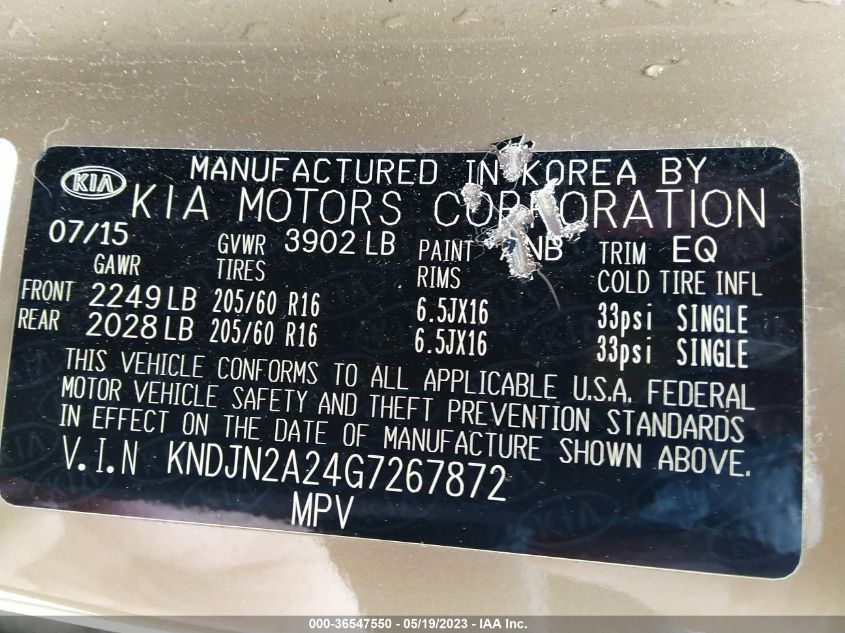 KIA MANUFACTURED IN KOREA BY
KIA MOTORS CORPORATION
07/15 GVWR 3902 LB PAINT TRIM EQ
GAWR TIRES RIMS COLD TIRE INFL
FRONT 2249 LB 205/60 R16 6.5JX16 33psi SINGLE
REAR 2028 LB 205/60 R16 6.5JX16 33psi SINGLE
THIS VEHICLE CONFORMS TO ALL APPLICABLE U.S.A. FEDERAL
MOTOR VEHICLE SAFETY AND THEFT PREVENTION STANDARDS
IN EFFECT ON THE DATE OF MANUFACTURE SHOWN ABOVE.
V.I.N KNDJN2A24G7267872
MPV
000-36547550 - 05/19/2023 - IAA Inc.